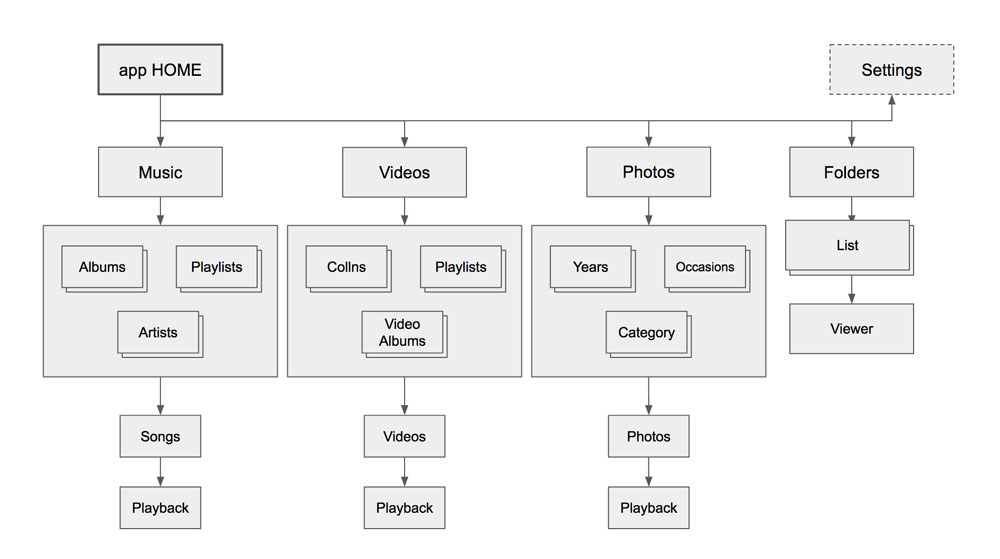 app HOME
Settings
Music
Videos
Photos
Folders
Albums
Playlists
Artists
Collns
Playlists
Video
Albums
Years
Occasions
Category
List
Viewer
Songs
Videos
Photos
Playback
Playback
Playback